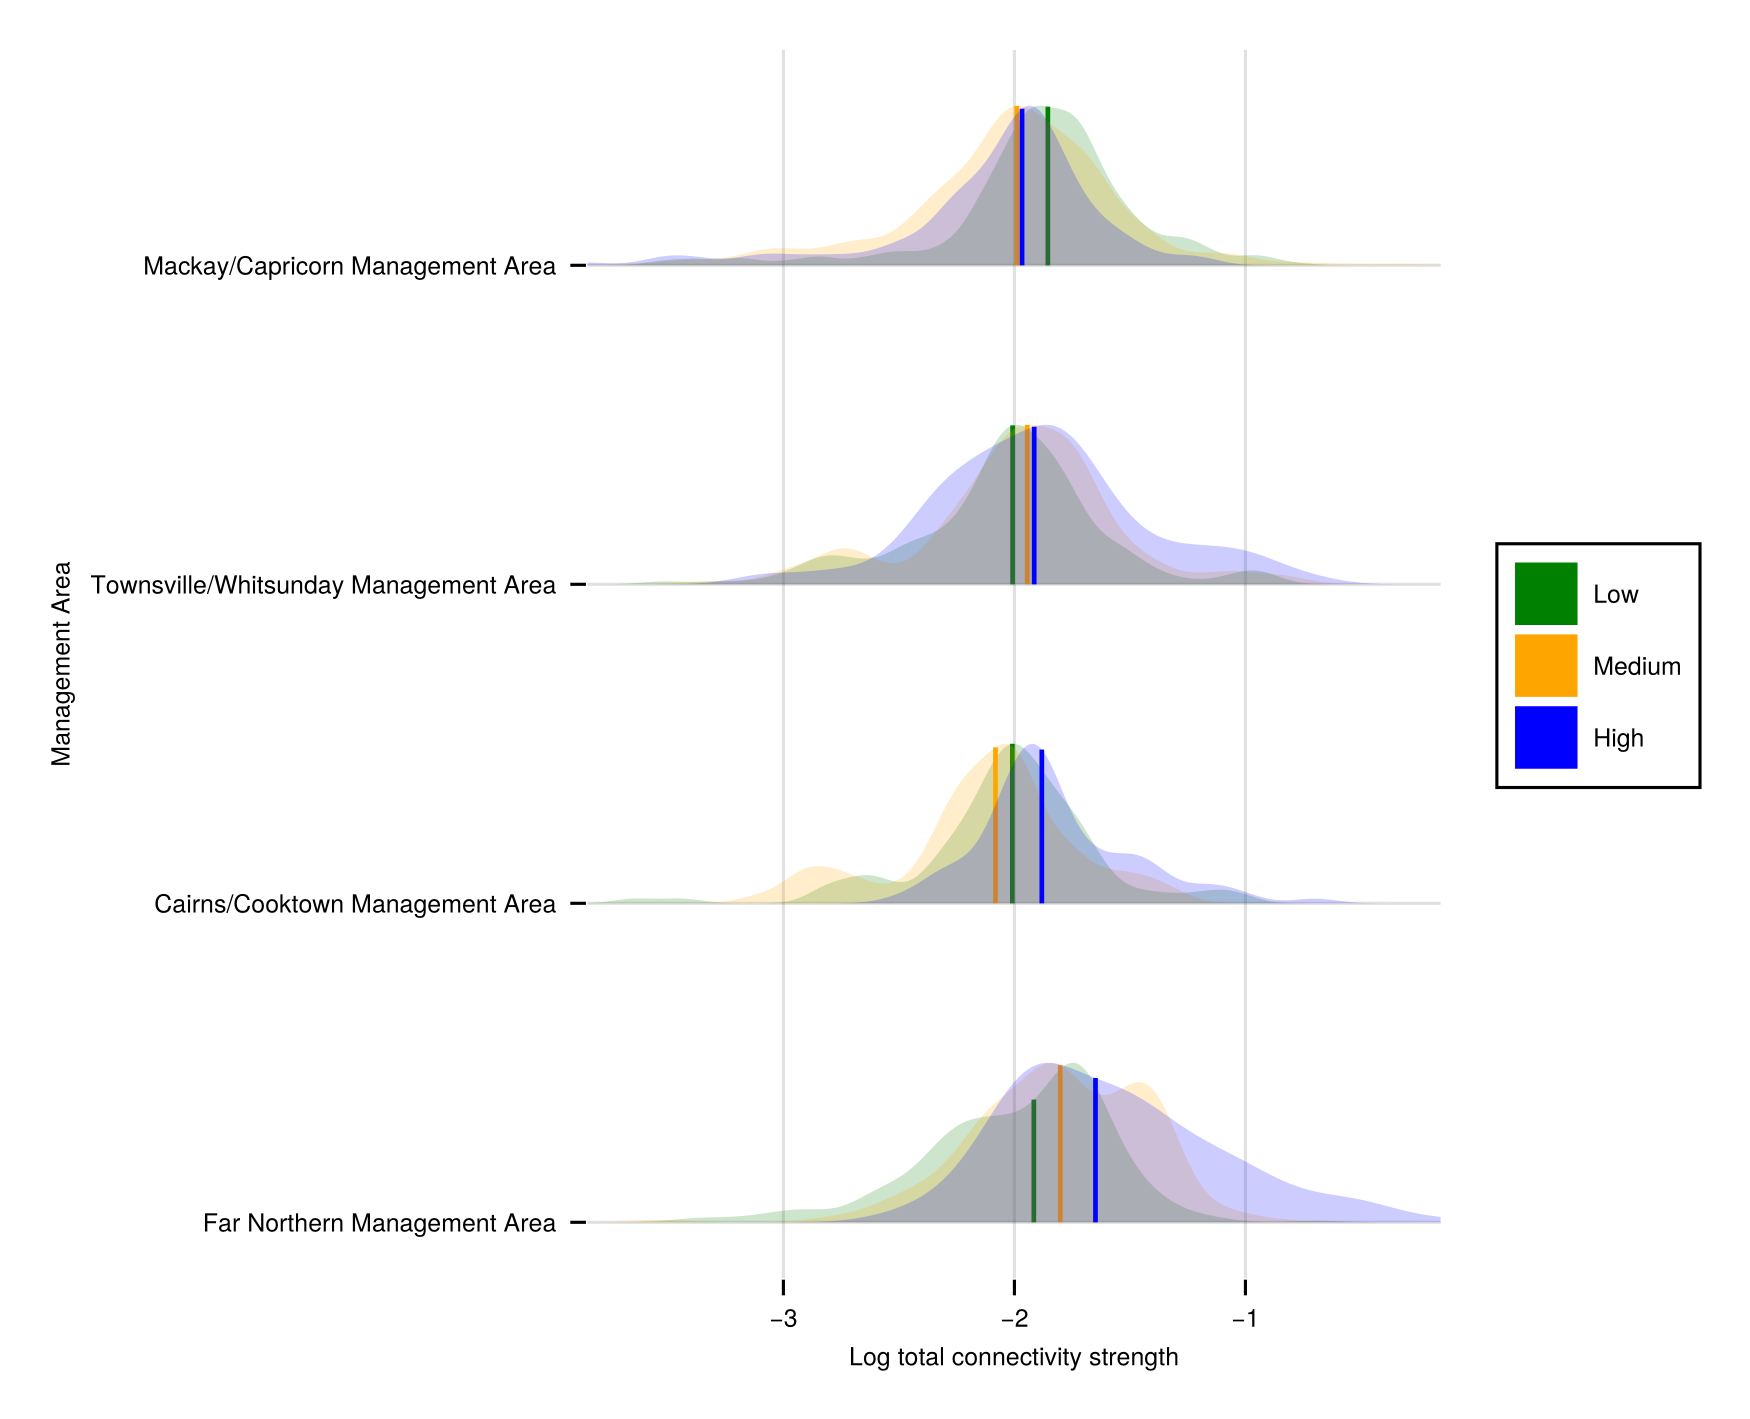 Mackay/Capricorn Management Area
Townsville/Whitsunday Management Area
Cairns/Cooktown Management Area
Far Northern Management Area
Management Area
−3
−2
−1
Log total connectivity strength
Low
Medium
High